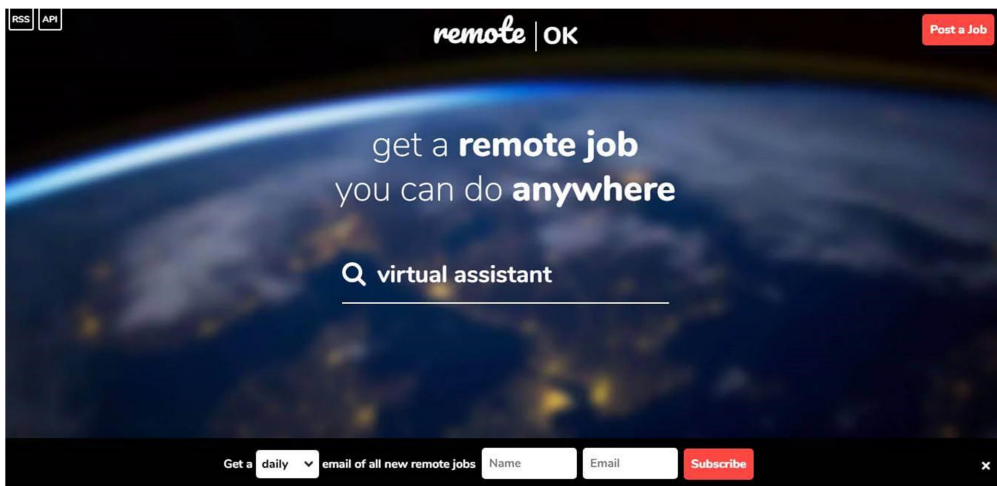 RSS API
remote | OK
Post a Job
get a remote job
you can do anywhere
virtual assistant
Get a daily email of all new remote jobs Name Email Subscribe ×